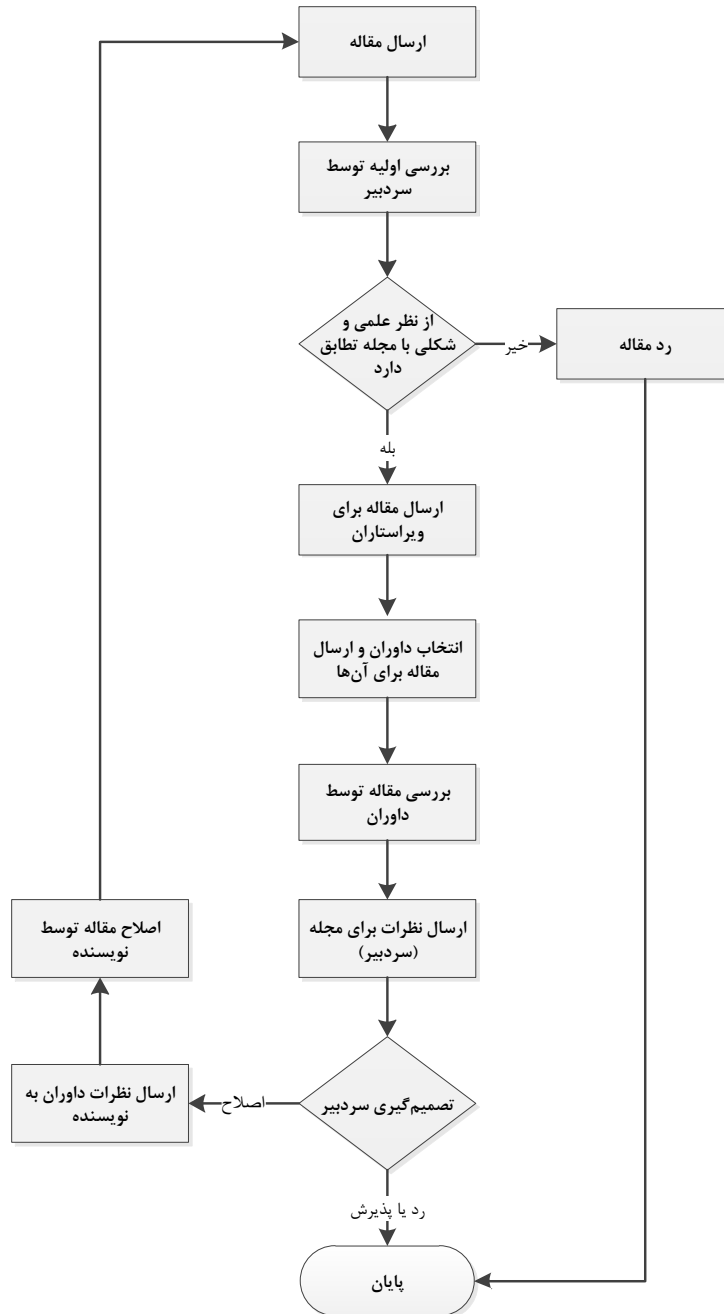 ارسال مقاله
بررسی اولیه توسط
سردبیر
از نظر علمی و
شکلی با مجله تطابق
دارد
خیر
رد مقاله
بله
ارسال مقاله برای
ویراستاران
انتخاب داوران و ارسال
مقاله برای آن‌ها
بررسی مقاله توسط
داوران
ارسال نظرات برای مجله
(سردبیر)
اصلاح مقاله توسط
نویسنده
تصمیم‌گیری سردبیر
اصلاح
ارسال نظرات داوران به
نویسنده
رد یا پذیرش
پایان